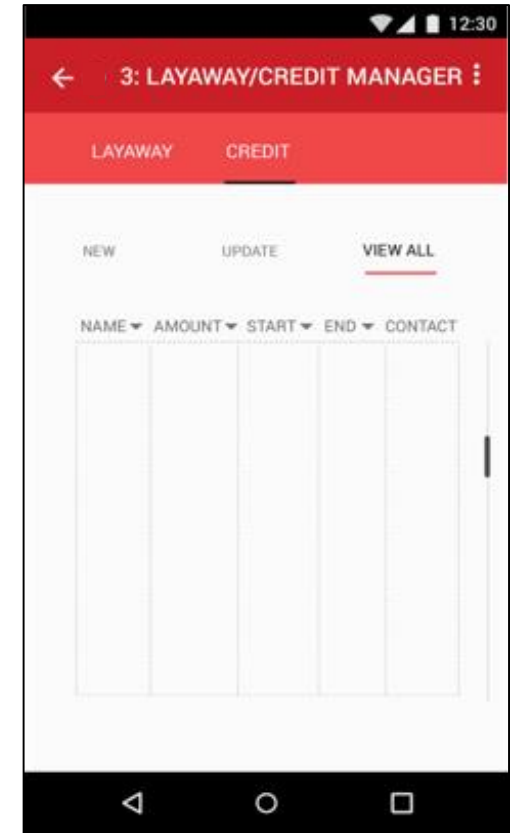 12:30
3: LAYAWAY/CREDIT MANAGER
LAYAWAY CREDIT
NEW UPDATE VIEW ALL
NAME AMOUNT START END CONTACT